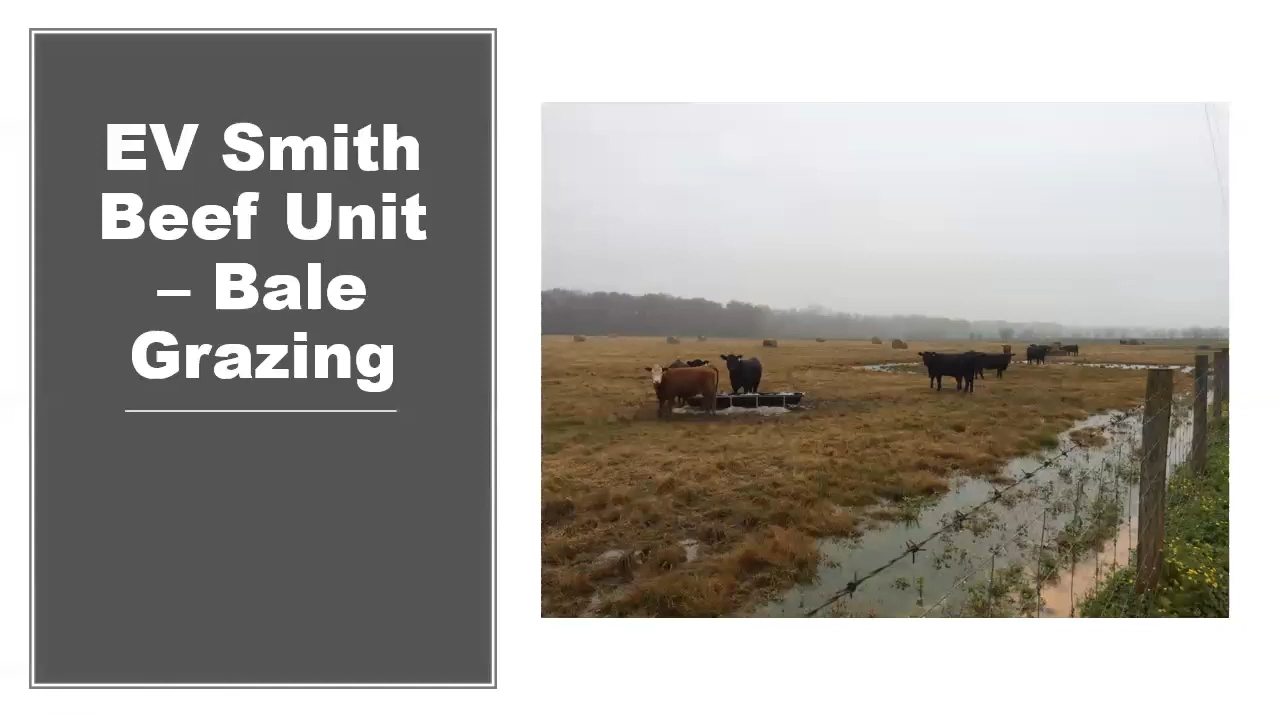 EV Smith
Beef Unit
– Bale
Grazing